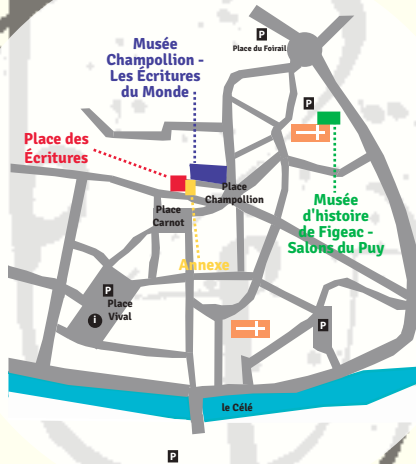 P
Place du Foirail
Musée
Champollion -
Les Écritures
du Monde
P
Place des
Écritures
Place
Champollion
Musée
d'histoire
de Figeac -
Salons du Puy
Place
Carnot
Annexe
P
Place
Vival
i
P
le Célé
P